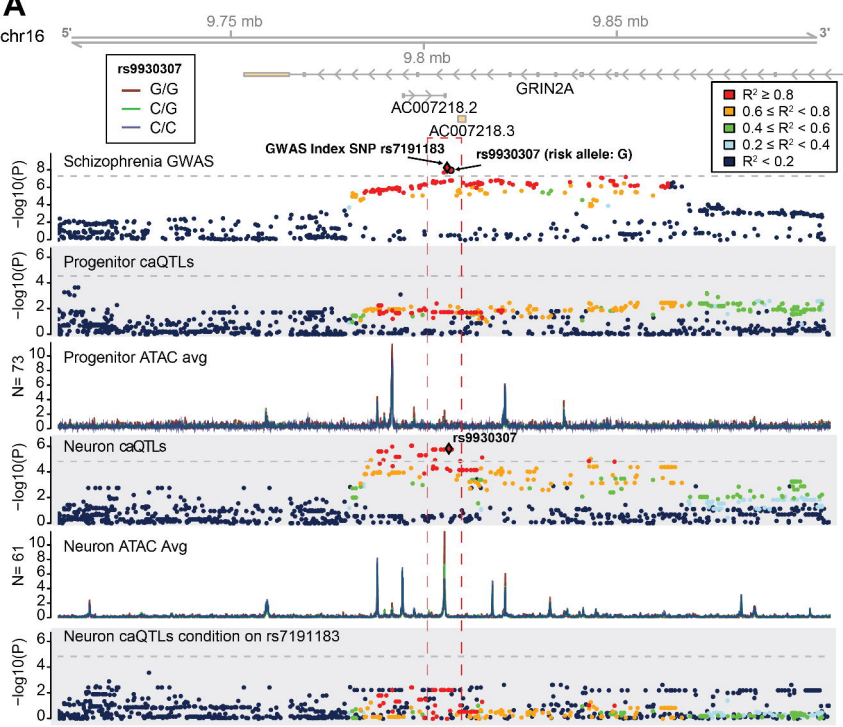 A
9.75 mb
9.85 mb
chr16
5'
3'
9.8 mb
rs9930307
G/G
C/G
C/C
GRIN2A
AC007218.2
AC007218.3
R² ≥ 0.8
0.6 ≤ R² < 0.8
0.4 ≤ R² < 0.6
0.2 ≤ R² < 0.4
R² < 0.2
GWAS Index SNP rs7191183
rs9930307 (risk allele: G)
Schizophrenia GWAS
−log10(P)
8
6
4
2
0
Progenitor caQTLs
−log10(P)
6
4
2
0
Progenitor ATAC avg
N= 73
10
8
6
4
2
0
Neuron caQTLs
rs9930307
−log10(P)
6
4
2
0
Neuron ATAC Avg
N= 61
10
8
6
4
2
0
Neuron caQTLs condition on rs7191183
−log10(P)
6
4
2
0